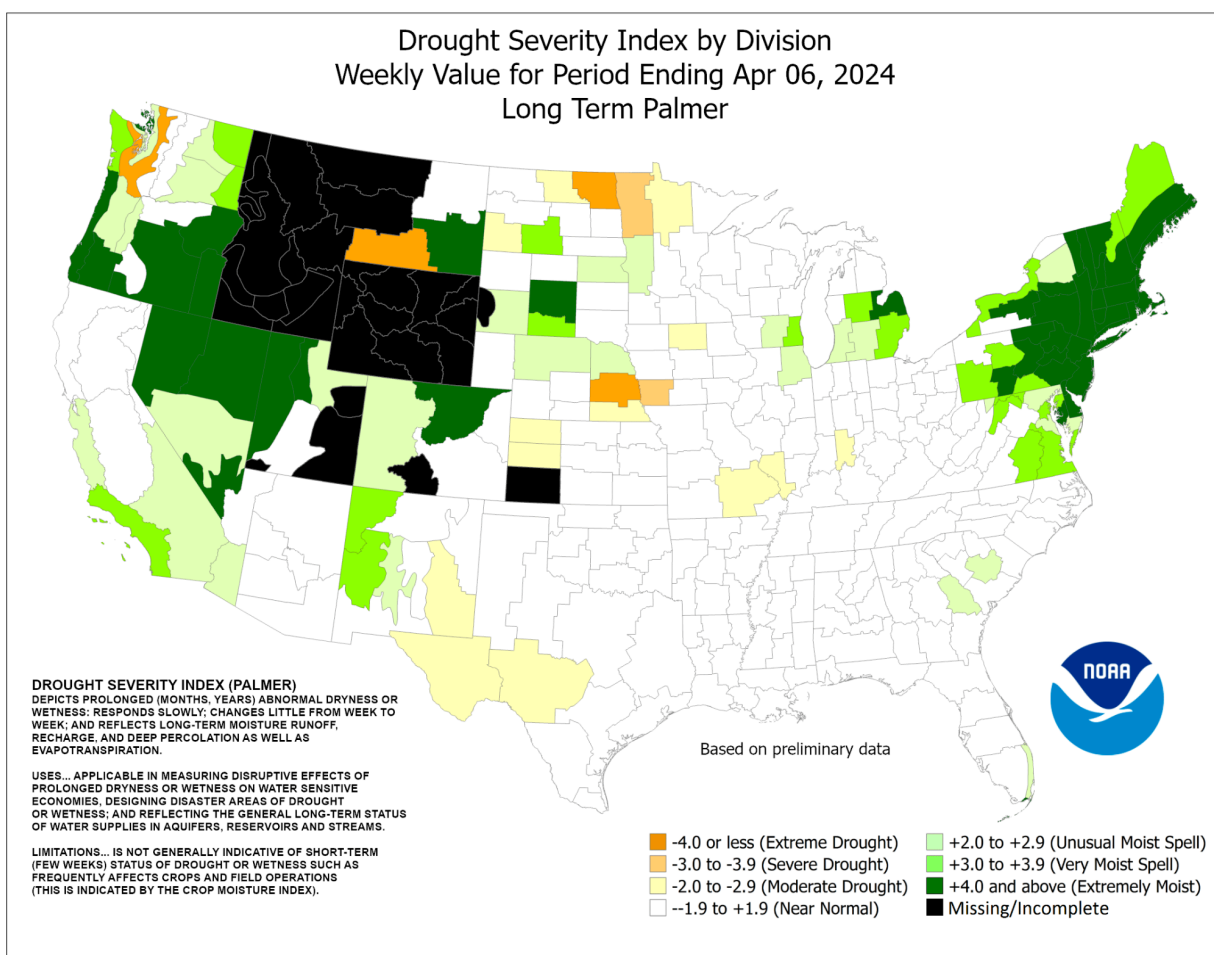 Drought Severity Index by Division
Weekly Value for Period Ending Apr 06, 2024
Long Term Palmer
DROUGHT SEVERITY INDEX (PALMER)
DEPICTS PROLONGED (MONTHS, YEARS) ABNORMAL DRYNESS OR
WETNESS: RESPONDS SLOWLY; CHANGES LITTLE FROM WEEK TO
WEEK; AND REFLECTS LONG-TERM MOISTURE RUNOFF,
RECHARGE, AND DEEP PERCOLATION AS WELL AS
EVAPOTRANSPIRATION.
USES... APPLICABLE IN MEASURING DISRUPTIVE EFFECTS OF
PROLONGED DRYNESS OR WETNESS ON WATER SENSITIVE
ECONOMIES, DESIGNING DISASTER AREAS OF DROUGHT
OR WETNESS; AND REFLECTING THE GENERAL LONG-TERM STATUS
OF WATER SUPPLIES IN AQUIFERS, RESERVOIRS AND STREAMS.
LIMITATIONS... IS NOT GENERALLY INDICATIVE OF SHORT-TERM
(FEW WEEKS) STATUS OF DROUGHT OR WETNESS SUCH AS
FREQUENTLY AFFECTS CROPS AND FIELD OPERATIONS
(THIS IS INDICATED BY THE CROP MOISTURE INDEX).
NOAA
Based on preliminary data
-4.0 or less (Extreme Drought)
-3.0 to -3.9 (Severe Drought)
-2.0 to -2.9 (Moderate Drought)
--1.9 to +1.9 (Near Normal)
+2.0 to +2.9 (Unusual Moist Spell)
+3.0 to +3.9 (Very Moist Spell)
+4.0 and above (Extremely Moist)
Missing/Incomplete